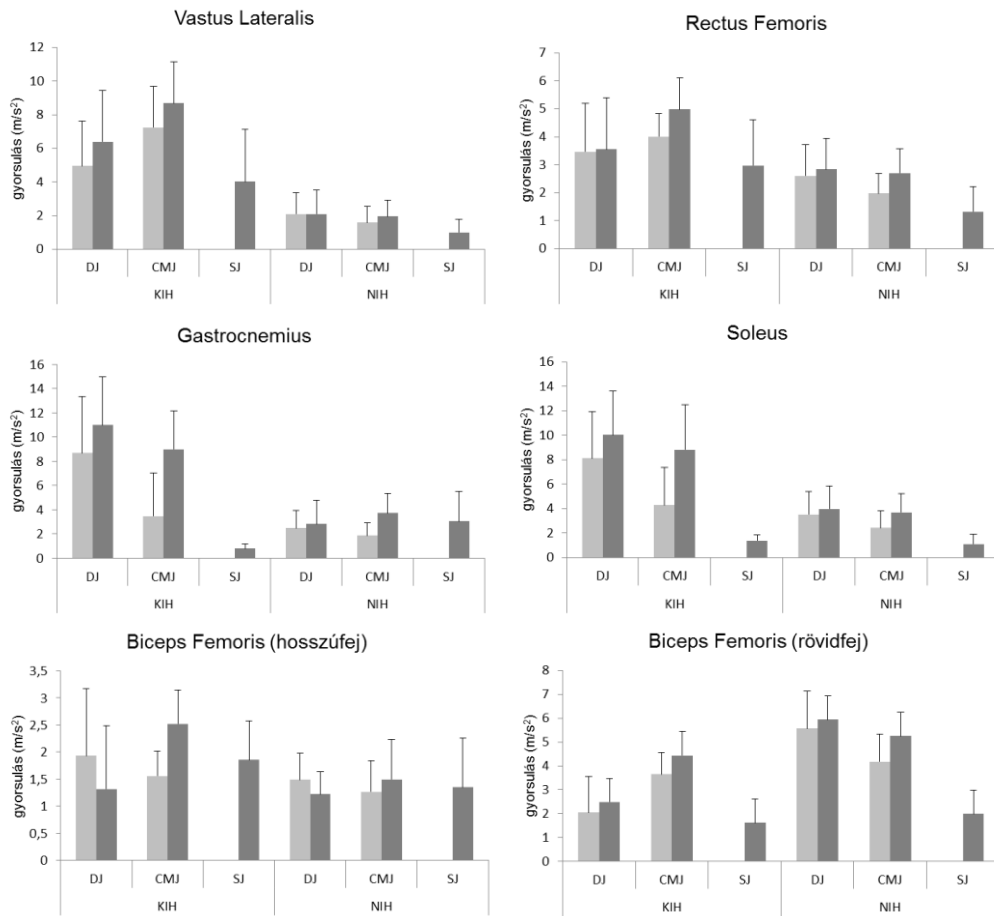 Vastus Lateralis
gyorsulás (m/s²)
12
10
8
6
4
2
0
DJ CMJ SJ DJ CMJ SJ
KIH NIH
Rectus Femoris
gyorsulás (m/s²)
7
6
5
4
3
2
1
0
DJ CMJ SJ DJ CMJ SJ
KIH NIH
Gastrocnemius
gyorsulás (m/s²)
16
14
12
10
8
6
4
2
0
DJ CMJ SJ DJ CMJ SJ
KIH NIH
Soleus
gyorsulás (m/s²)
16
14
12
10
8
6
4
2
0
DJ CMJ SJ DJ CMJ SJ
KIH NIH
Biceps Femoris (hosszúfej)
gyorsulás (m/s²)
3,5
3
2,5
2
1,5
1
0,5
0
DJ CMJ SJ DJ CMJ SJ
KIH NIH
Biceps Femoris (rövidfej)
gyorsulás (m/s²)
8
7
6
5
4
3
2
1
0
DJ CMJ SJ DJ CMJ SJ
KIH NIH